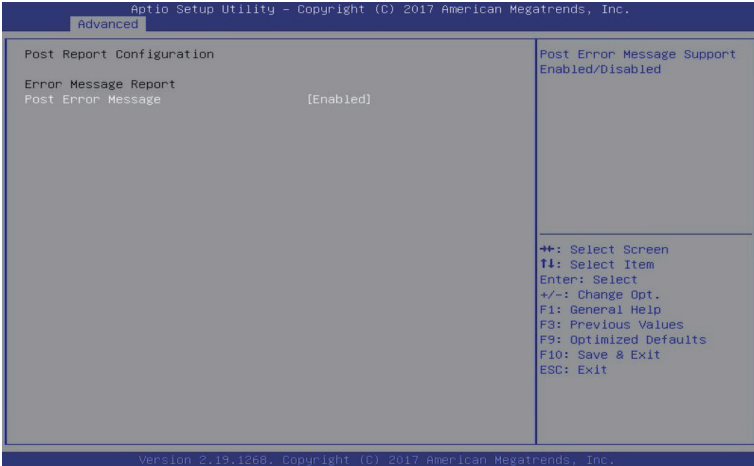 Aptio Setup Utility – Copyright (C) 2017 American Megatrends, Inc.
Advanced
Post Report Configuration
Error Message Report
Post Error Message [Enabled]
Post Error Message Support
Enabled/Disabled
→←: Select Screen
↑↓: Select Item
Enter: Select
+/-: Change Opt.
F1: General Help
F3: Previous Values
F9: Optimized Defaults
F10: Save & Exit
ESC: Exit
Version 2.19.1268. Copyright (C) 2017 American Megatrends, Inc.